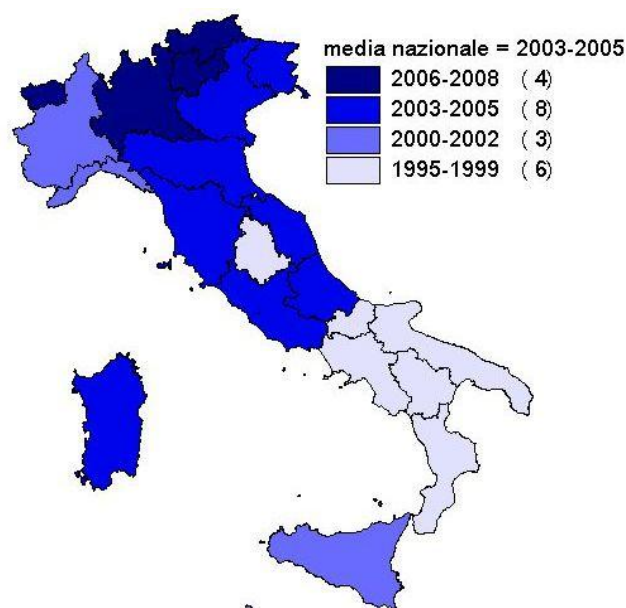 media nazionale = 2003-2005
2006-2008 ( 4)
2003-2005 ( 8)
2000-2002 ( 3)
1995-1999 ( 6)